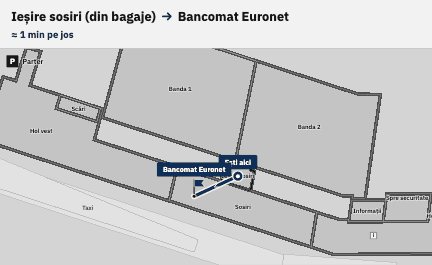 Ieșire sosiri (din bagaje) → Bancomat Euronet
≈ 1 min pe jos
P Parter
Scări
Banda 1
Banda 2
Hol vest
Ești aici
Bancomat Euronet
Sosiri
Taxi
Informații
Spre securitate
i